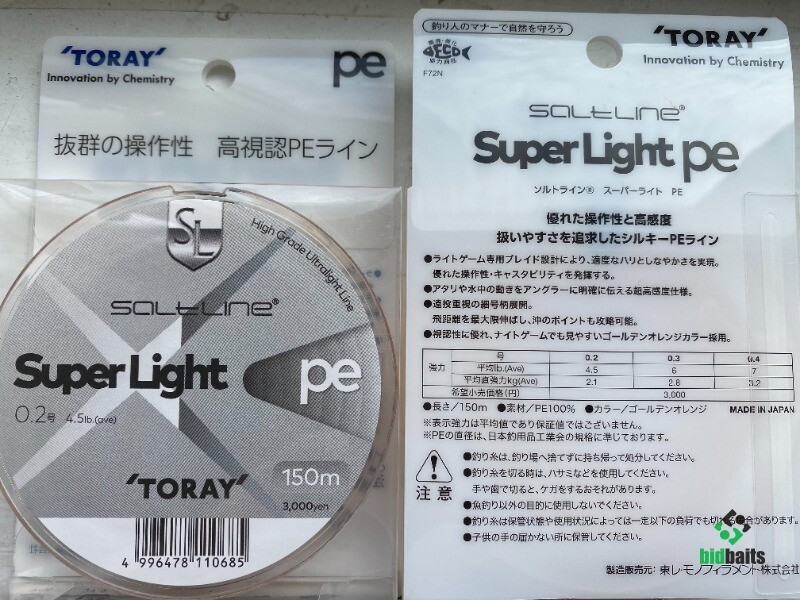 'TORAY'
Innovation by Chemistry
pe
抜群の操作性 高視認PEライン
SL
High Grade Ultralight Line
SALTLINE®
Super Light
pe
0.2号 4.5lb.(ave)
'TORAY'
150m
3,000yen
4 996478 110685
釣り人のマナーで自然を守ろう
DECO
F72N
'TORAY'
Innovation by Chemistry
SALTLINE®
Super Light pe
ソルトライン® スーパーライト PE
優れた操作性と高感度
扱いやすさを追求したシルキーPEライン
●ライトゲーム専用ブレイド設計により、適度なハリとしなやかさを実現。
優れた操作性・キャスタビリティを発揮する。
●アタリや水中の動きをアングラーに明確に伝える超高感度仕様。
●遠投重視の細号柄展開。
飛距離を最大限伸ばし、沖のポイントも攻略可能。
●視認性に優れ、ナイトゲームでも見やすいゴールデンオレンジカラー採用。
号 0.2 0.3 0.4
強力 平均lb.(Ave) 4.5 6 7
平均直強力kg(Ave) 2.1 2.8 3.2
希望小売価格(円) 3,000
●長さ/150m ●素材/PE100% ●カラー/ゴールデンオレンジ MADE IN JAPAN
※表示強力は平均値であり保証値ではございません。
※PEの直径は、日本釣用品工業会の規格に準じております。
注意
●釣り糸は、釣り場へ捨てずに持ち帰って処分してください。
●釣り糸を切る時は、ハサミなどを使用してください。
手や歯で切ると、ケガをするおそれがあります。
●魚釣り以外の目的に使用しないでください。
●釣り糸は保管状態や使用状況によっては一定以下の負荷でも切れる場合があります。
●子供の手の届かない所に保管してください。
bidbaits
製造販売元：東レ・モノフィラメント株式会社